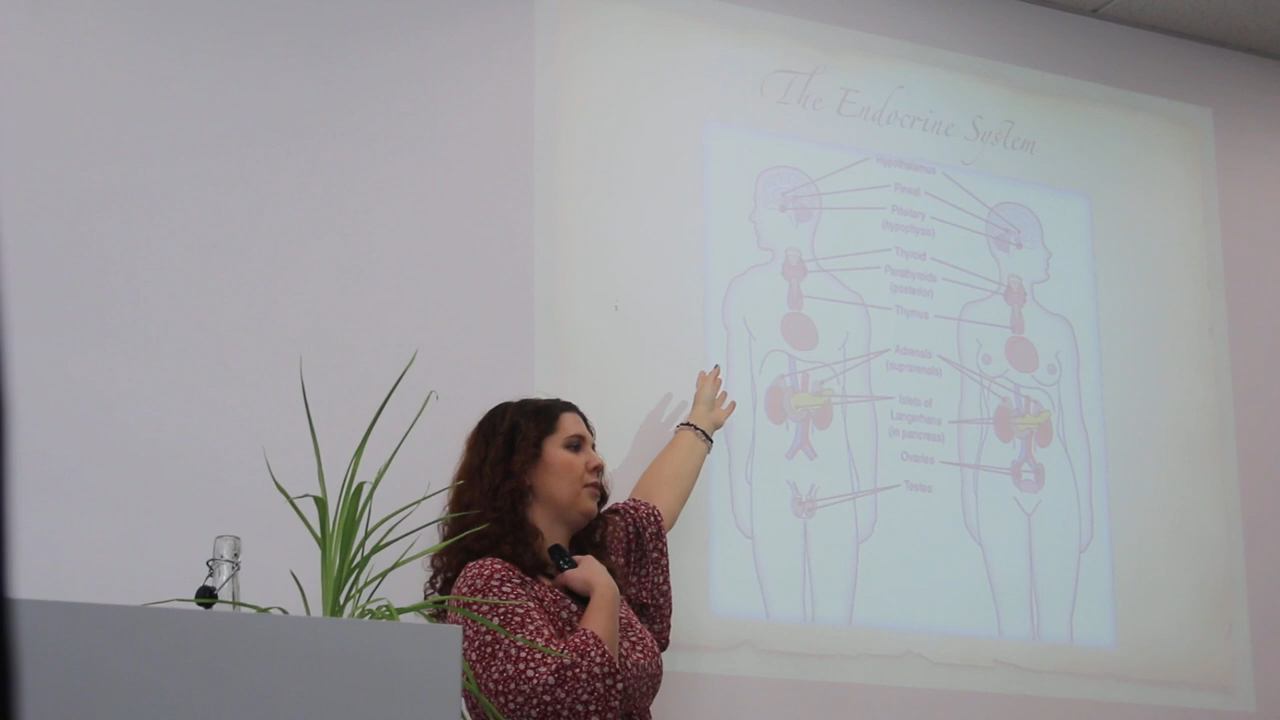 The Endocrine System
Hypothalamus
Pineal
Pituitary
(hypophysis)
Thyroid
Parathyroids
(posterior)
Thymus
Adrenals
(suprarenals)
Islets of
Langerhans
(in pancreas)
Ovaries
Testes